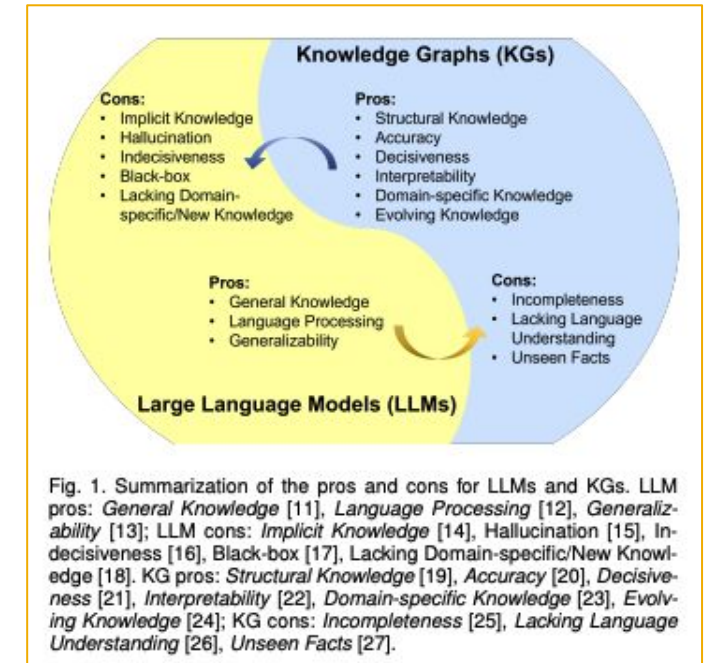 Knowledge Graphs (KGs)
Cons:
• Implicit Knowledge
• Hallucination
• Indecisiveness
• Black-box
• Lacking Domain-
specific/New Knowledge
Pros:
• Structural Knowledge
• Accuracy
• Decisiveness
• Interpretability
• Domain-specific Knowledge
• Evolving Knowledge
Pros:
• General Knowledge
• Language Processing
• Generalizability
Cons:
• Incompleteness
• Lacking Language
Understanding
• Unseen Facts
Large Language Models (LLMs)
Fig. 1. Summarization of the pros and cons for LLMs and KGs. LLM
pros: General Knowledge [11], Language Processing [12], Generaliz-
ability [13]; LLM cons: Implicit Knowledge [14], Hallucination [15], In-
decisiveness [16], Black-box [17], Lacking Domain-specific/New Knowl-
edge [18]. KG pros: Structural Knowledge [19], Accuracy [20], Decisive-
ness [21], Interpretability [22], Domain-specific Knowledge [23], Evolv-
ing Knowledge [24]; KG cons: Incompleteness [25], Lacking Language
Understanding [26], Unseen Facts [27].